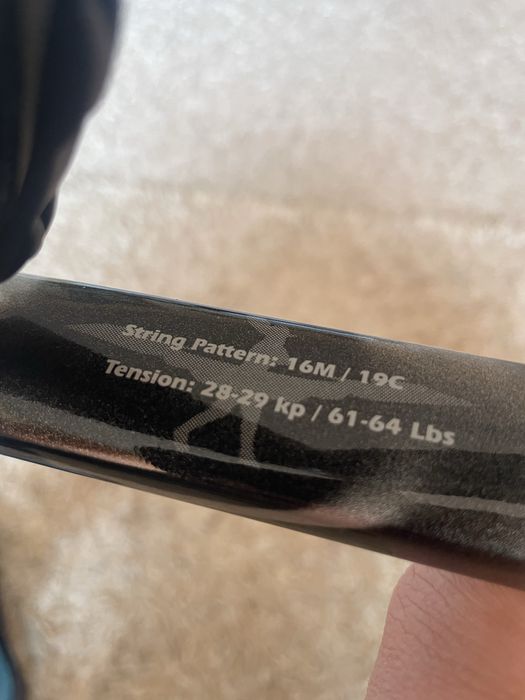 String Pattern: 16M / 19C
Tension: 28-29 kp / 61-64 Lbs